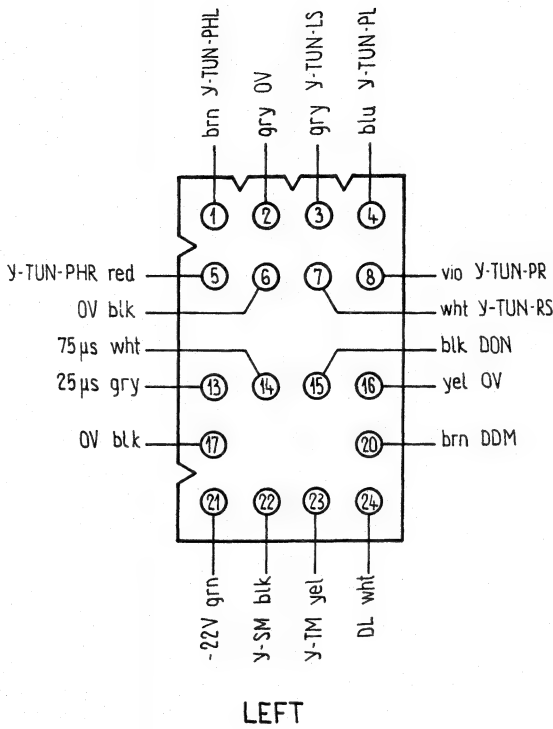 brn Y-TUN-PHL
gry 0V
gry Y-TUN-LS
blu Y-TUN-PL
1 2 3 4
Y-TUN-PHR red 5 6 7 8 vio Y-TUN-PR
0V blk wht Y-TUN-RS
75µs wht blk DON
25µs gry 13 14 15 16 yel 0V
0V blk 17 20 brn DDM
21 22 23 24
-22V grn
Y-SM blk
Y-TM yel
DL wht
LEFT